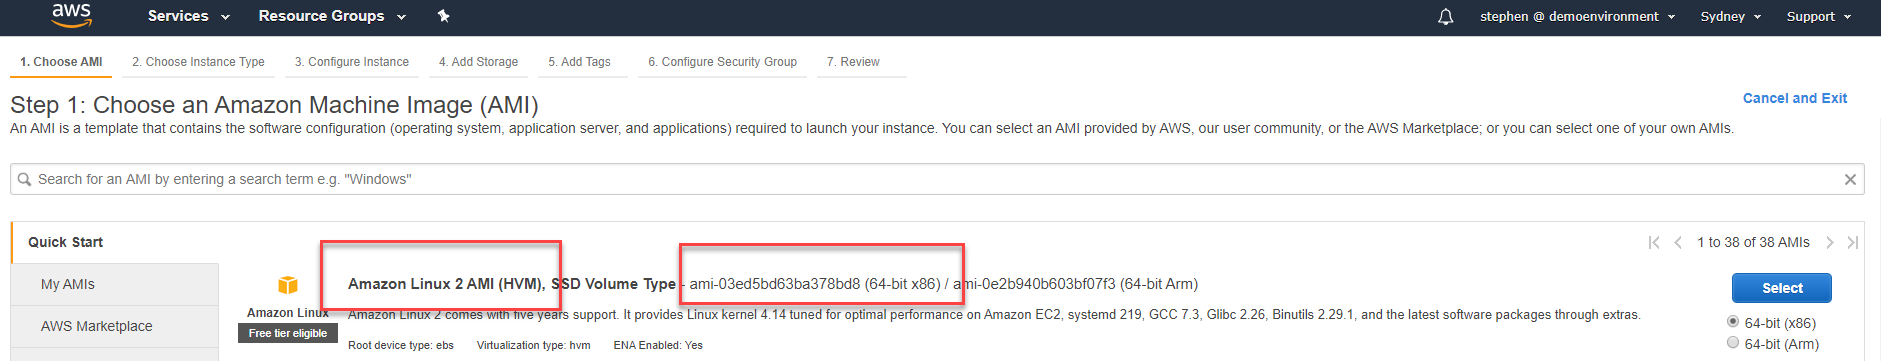 aws Services Resource Groups stephen @ demoenvironment Sydney Support
1. Choose AMI 2. Choose Instance Type 3. Configure Instance 4. Add Storage 5. Add Tags 6. Configure Security Group 7. Review
Step 1: Choose an Amazon Machine Image (AMI)
Cancel and Exit
An AMI is a template that contains the software configuration (operating system, application server, and applications) required to launch your instance. You can select an AMI provided by AWS, our user community, or the AWS Marketplace; or you can select one of your own AMIs.
Search for an AMI by entering a search term e.g. "Windows"
Quick Start
My AMIs
AWS Marketplace
1 to 38 of 38 AMIs
Amazon Linux
Free tier eligible
Amazon Linux 2 AMI (HVM), SSD Volume Type - ami-03ed5bd63ba378bd8 (64-bit x86) / ami-0e2b940b603bf07f3 (64-bit Arm)
Amazon Linux 2 comes with five years support. It provides Linux kernel 4.14 tuned for optimal performance on Amazon EC2, systemd 219, GCC 7.3, Glibc 2.26, Binutils 2.29.1, and the latest software packages through extras.
Root device type: ebs Virtualization type: hvm ENA Enabled: Yes
Select
64-bit (x86)
64-bit (Arm)